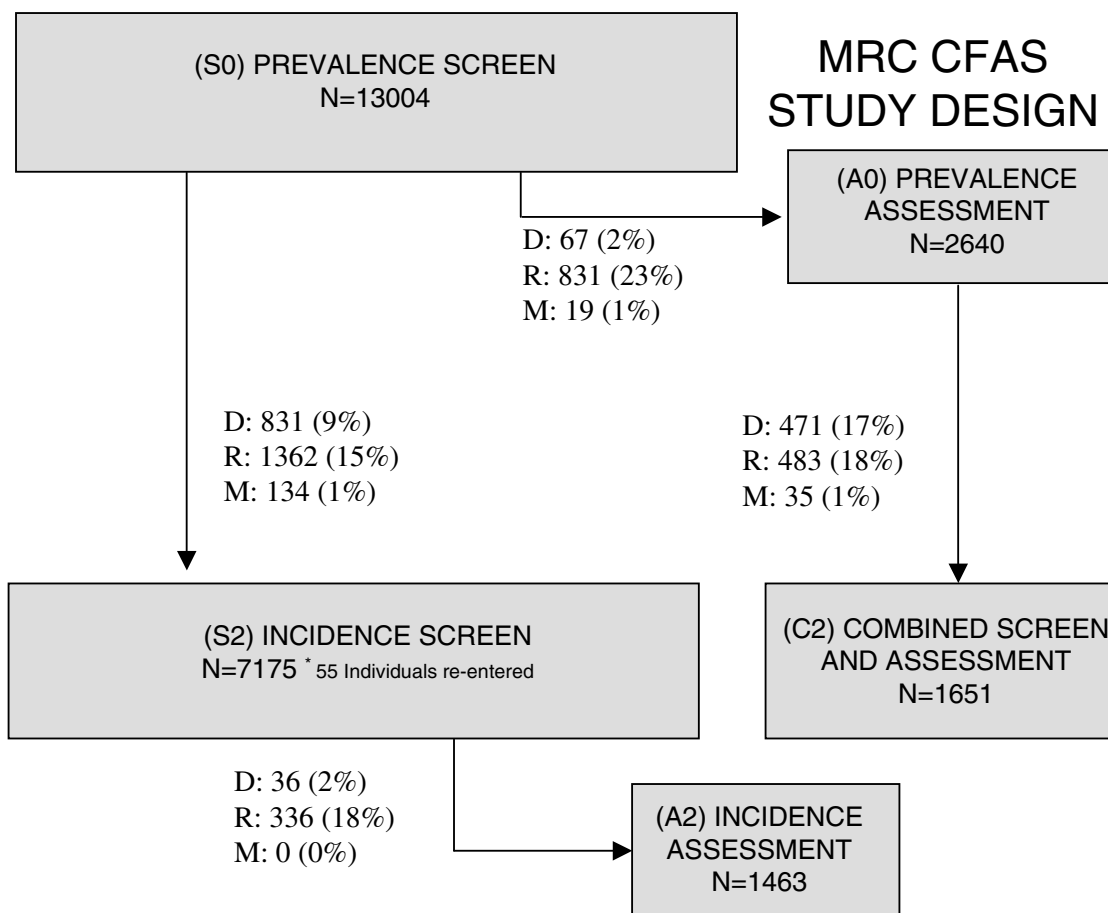 (S0) PREVALENCE SCREEN
N=13004
MRC CFAS
STUDY DESIGN
(A0) PREVALENCE
ASSESSMENT
N=2640
D: 67 (2%)
R: 831 (23%)
M: 19 (1%)
D: 831 (9%)
R: 1362 (15%)
M: 134 (1%)
D: 471 (17%)
R: 483 (18%)
M: 35 (1%)
(S2) INCIDENCE SCREEN
N=7175 * 55 Individuals re-entered
(C2) COMBINED SCREEN
AND ASSESSMENT
N=1651
D: 36 (2%)
R: 336 (18%)
M: 0 (0%)
(A2) INCIDENCE
ASSESSMENT
N=1463